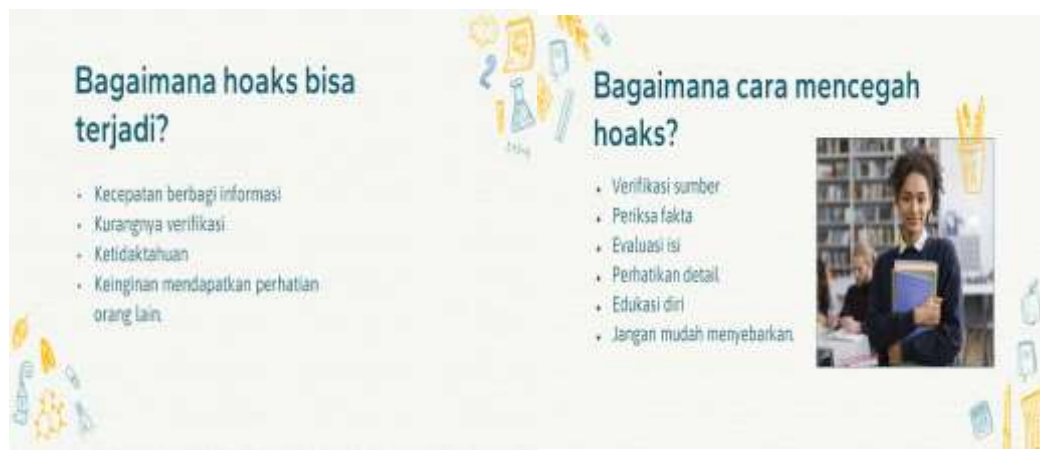 Bagaimana hoaks bisa
terjadi?
• Kecepatan berbagi informasi
• Kurangnya verifikasi
• Ketidaktahuan
• Keinginan mendapatkan perhatian
orang lain.
Bagaimana cara mencegah
hoaks?
• Verifikasi sumber
• Periksa fakta
• Evaluasi isi
• Perhatikan detail.
• Edukasi diri
• Jangan mudah menyebarkan.